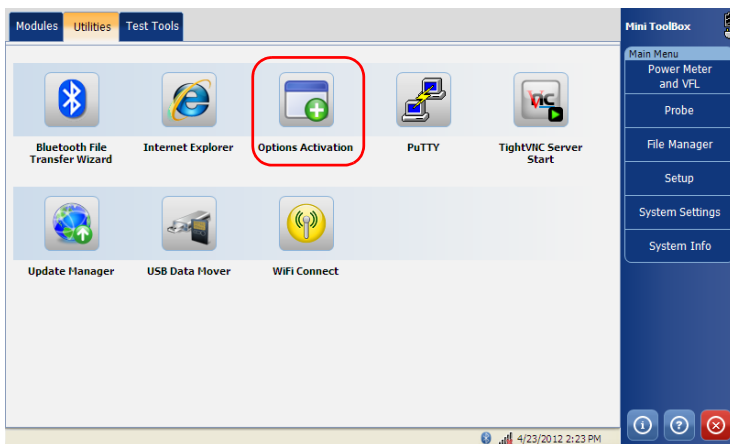 Modules Utilities Test Tools
Mini ToolBox
Main Menu
Power Meter
and VFL
Probe
File Manager
Setup
System Settings
System Info
Bluetooth File
Transfer Wizard
Internet Explorer
Options Activation
PuTTY
TightVNC Server
Start
Update Manager
USB Data Mover
WiFi Connect
4/23/2012 2:23 PM